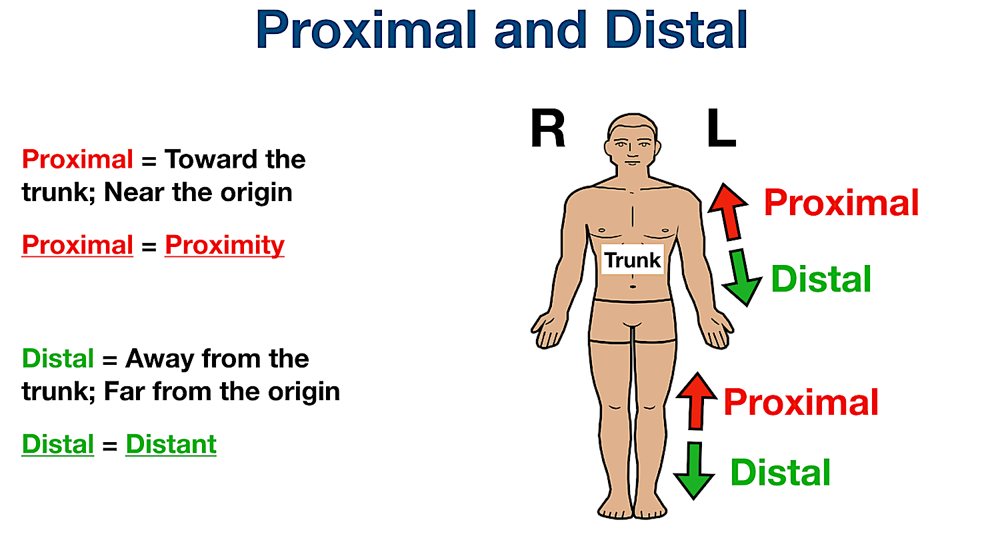 Proximal and Distal
Proximal = Toward the
trunk; Near the origin
Proximal = Proximity
Distal = Away from the
trunk; Far from the origin
Distal = Distant
R L
Proximal
Trunk
Distal
Proximal
Distal